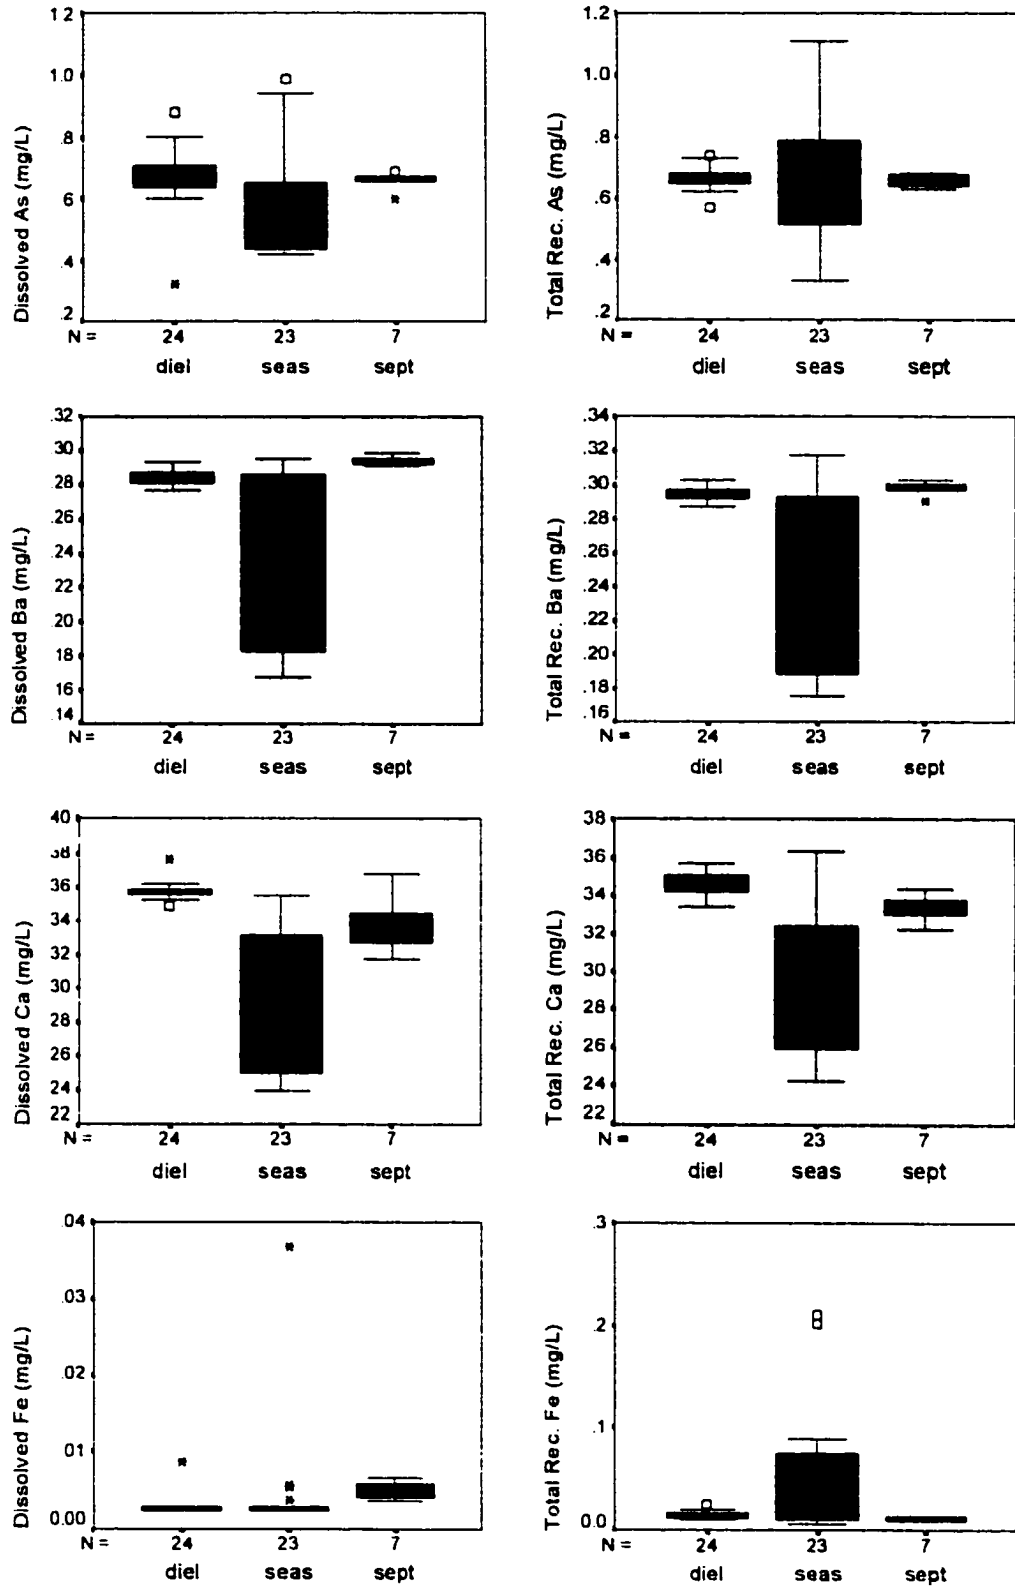 1 2
1.0
.8
.6
.4
.2
Dissolved As (mg/L)
N = 24 23 7
diel seas sept
1.2
1.0
.8
.6
.4
.2
Total Rec. As (mg/L)
N = 24 23 7
diel seas sept
.32
.30
.28
.26
.24
.22
.20
.18
.16
.14
Dissolved Ba (mg/L)
N = 24 23 7
diel seas sept
.34
.32
.30
.28
.26
.24
.22
.20
.18
.16
Total Rec. Ba (mg/L)
N = 24 23 7
diel seas sept
40
38
36
34
32
30
28
26
24
22
Dissolved Ca (mg/L)
N = 24 23 7
diel seas sept
38
36
34
32
30
28
26
24
22
Total Rec. Ca (mg/L)
N = 24 23 7
diel seas sept
.04
.03
.02
.01
0.00
Dissolved Fe (mg/L)
N = 24 23 7
diel seas sept
.3
.2
.1
0.0
Total Rec. Fe (mg/L)
N = 24 23 7
diel seas sept